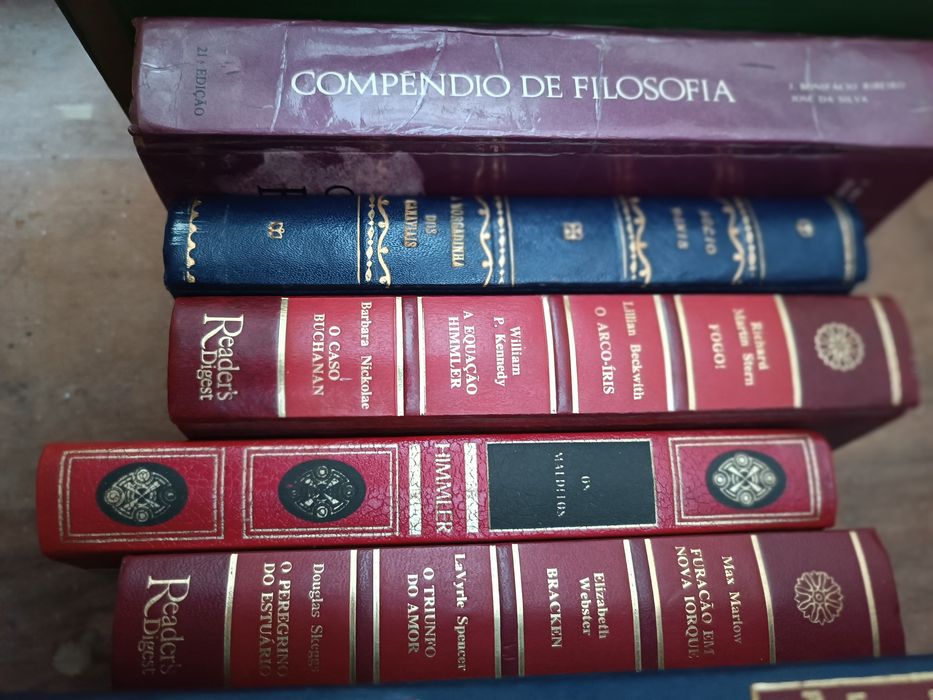 21ª EDIÇÃO
COMPÊNDIO DE FILOSOFIA
J. BONIFÁCIO RIBEIRO
JOSÉ DA SILVA
A MORGADINHA
DOS
CANAVEIAIS
JÚLIO
DINIS
Reader's
Digest
Barbara Nickolae
O CASO
BUCHANAN
William
P. Kennedy
A EQUAÇÃO
HIMMLER
Lillian Beckwith
O ARCO-ÍRIS
Richard
Martin Stern
FOGO!
HIMMLER
OS
MALDITOS
Reader's
Digest
Douglas Skeggs
O PEREGRINO
DO ESTUÁRIO
LaVyrle Spencer
O TRIUNFO
DO AMOR
Elizabeth
Webster
BRACKEN
Max Marlow
FURACÃO EM
NOVA IORQUE